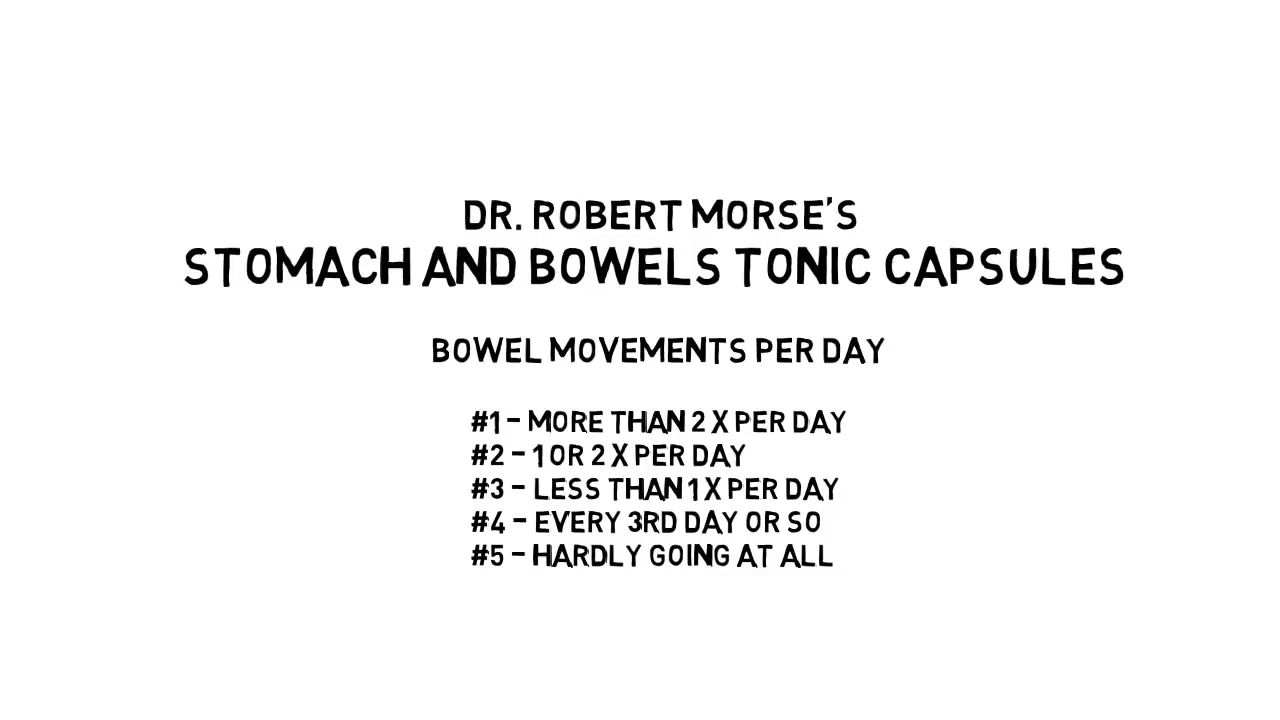 DR. ROBERT MORSE'S
STOMACH AND BOWELS TONIC CAPSULES
BOWEL MOVEMENTS PER DAY
#1 - MORE THAN 2 X PER DAY
#2 - 1 OR 2 X PER DAY
#3 - LESS THAN 1 X PER DAY
#4 - EVERY 3RD DAY OR SO
#5 - HARDLY GOING AT ALL